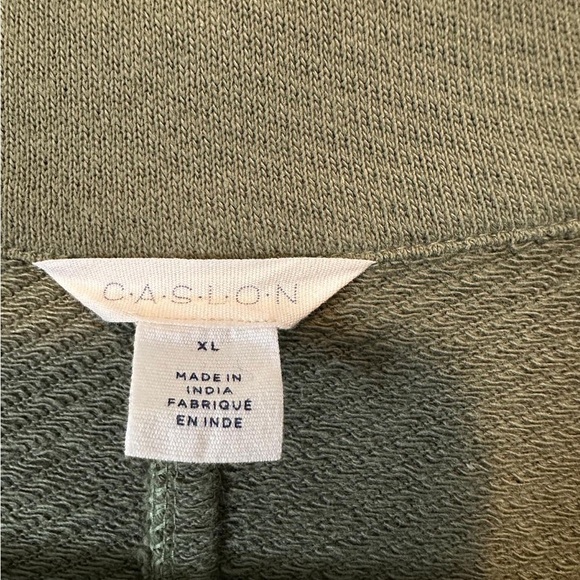 C·A·S·L·O·N
XL
MADE IN
INDIA
FABRIQUÉ
EN INDE